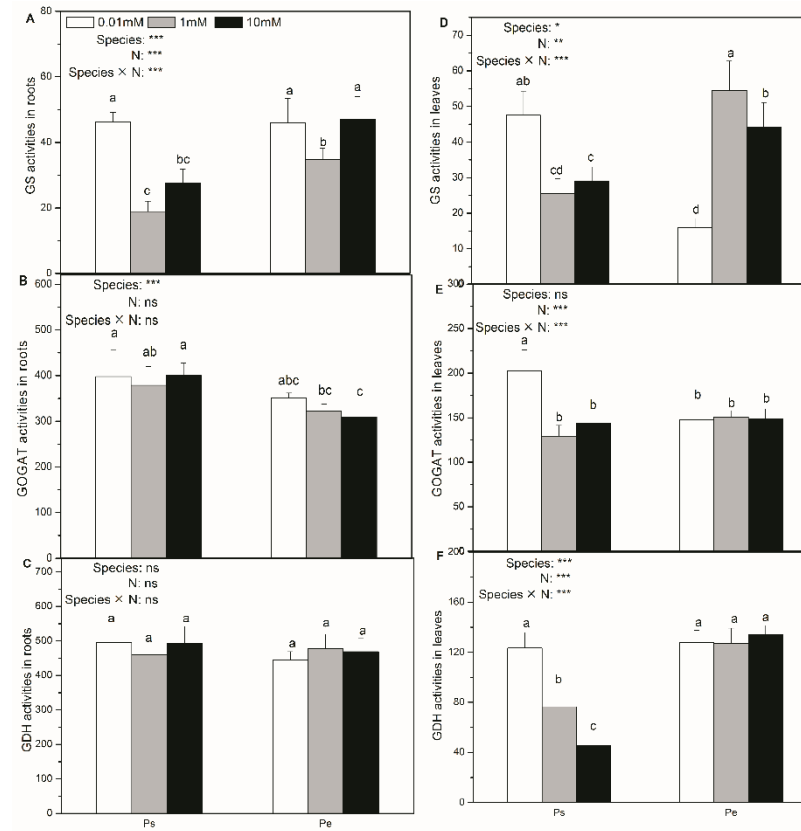 A
0.01mM 1mM 10mM
Species: ***
N: ***
Species × N: ***
80
60
40
20
0
GS activities in roots
a
c
bc
a
b
a
B
Species: ***
N: ns
Species × N: ns
600
500
400
300
200
100
0
GOGAT activities in roots
a
ab
a
abc
bc
c
C
Species: ns
N: ns
Species × N: ns
700
600
500
400
300
200
100
0
GDH activities in roots
a
a
a
a
a
a
Ps
Pe
D
Species: *
N: **
Species × N: ***
70
60
50
40
30
20
10
GS activities in leaves
ab
cd
c
d
a
b
E
Species: ns
N: ***
Species × N: ***
300
250
200
150
100
50
GOGAT activities in leaves
a
b
b
b
b
b
F
Species: ***
N: ***
Species × N: ***
200
160
120
80
40
0
GDH activities in leaves
a
b
c
a
a
a
Ps
Pe